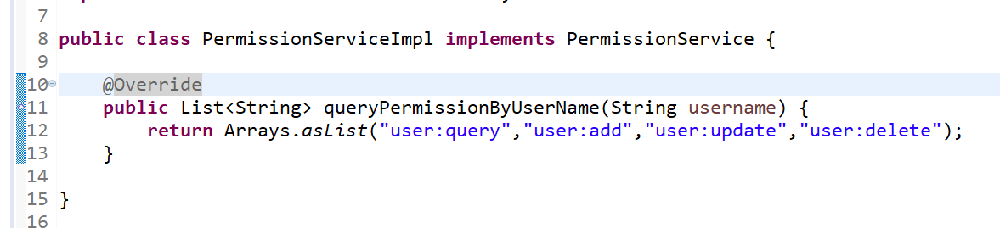 7
8 public class PermissionServiceImpl implements PermissionService {
9
10 @Override
11 public List<String> queryPermissionByUserName(String username) {
12 return Arrays.asList("user:query","user:add","user:update","user:delete");
13 }
14
15 }
16